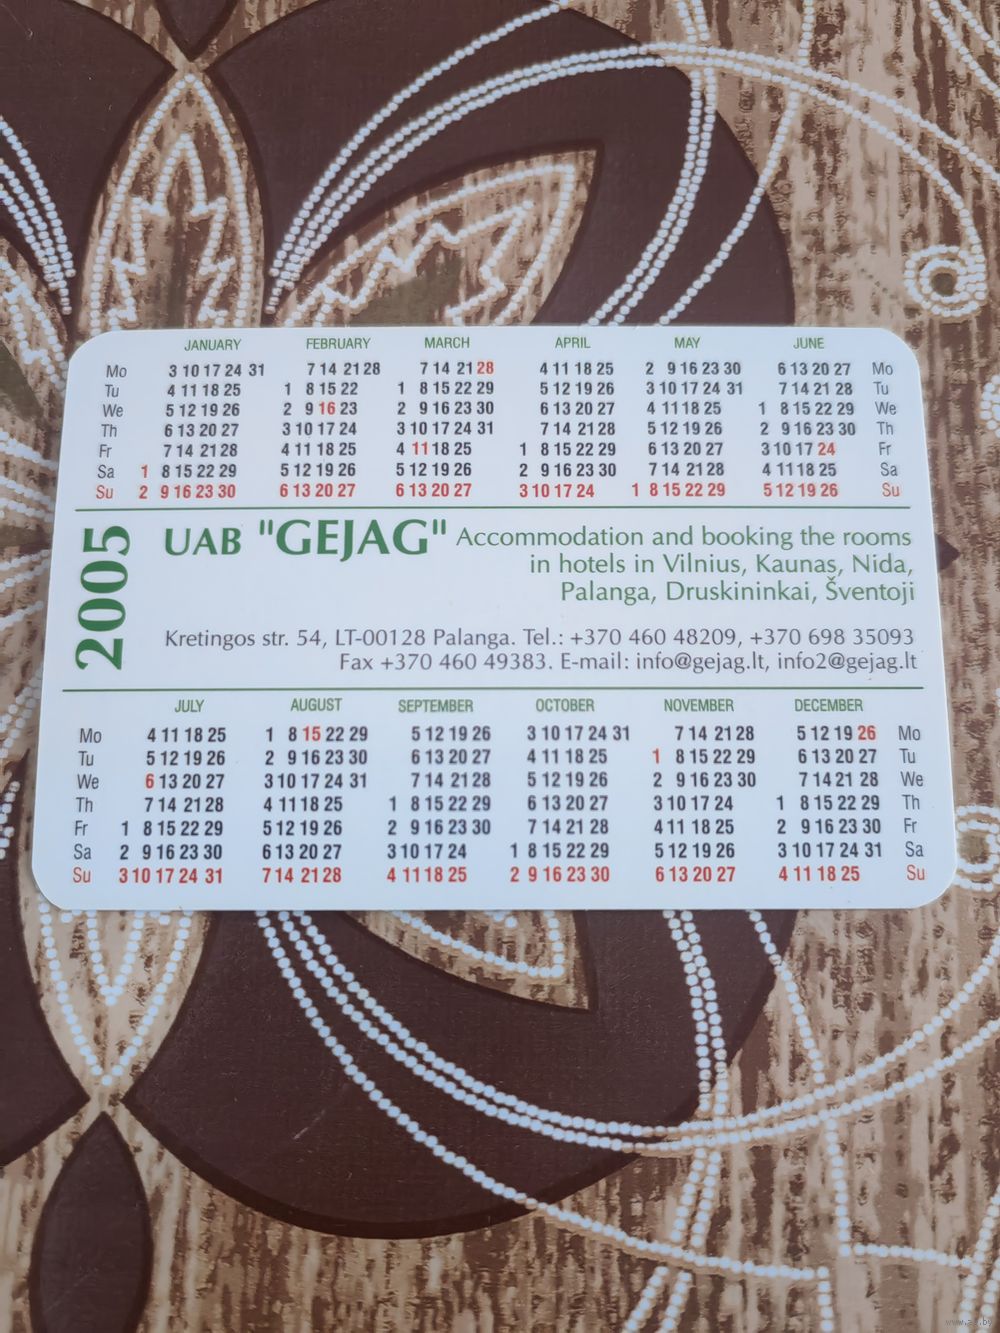 JANUARY FEBRUARY MARCH APRIL MAY JUNE
Mo 3 10 17 24 31 7 14 21 28 7 14 21 28 4 11 18 25 2 9 16 23 30 6 13 20 27 Mo
Tu 4 11 18 25 1 8 15 22 1 8 15 22 29 5 12 19 26 3 10 17 24 31 7 14 21 28 Tu
We 5 12 19 26 2 9 16 23 2 9 16 23 30 6 13 20 27 4 11 18 25 1 8 15 22 29 We
Th 6 13 20 27 3 10 17 24 3 10 17 24 31 7 14 21 28 5 12 19 26 2 9 16 23 30 Th
Fr 7 14 21 28 4 11 18 25 4 11 18 25 1 8 15 22 29 6 13 20 27 3 10 17 24 Fr
Sa 1 8 15 22 29 5 12 19 26 5 12 19 26 2 9 16 23 30 7 14 21 28 4 11 18 25 Sa
Su 2 9 16 23 30 6 13 20 27 6 13 20 27 3 10 17 24 1 8 15 22 29 5 12 19 26 Su
2005
UAB "GEJAG" Accommodation and booking the rooms
in hotels in Vilnius, Kaunas, Nida,
Palanga, Druskininkai, Šventoji
Kretingos str. 54, LT-00128 Palanga. Tel.: +370 460 48209, +370 698 35093
Fax +370 460 49383. E-mail: info@gejag.lt, info2@gejag.lt
JULY AUGUST SEPTEMBER OCTOBER NOVEMBER DECEMBER
Mo 4 11 18 25 1 8 15 22 29 5 12 19 26 3 10 17 24 31 7 14 21 28 5 12 19 26 Mo
Tu 5 12 19 26 2 9 16 23 30 6 13 20 27 4 11 18 25 1 8 15 22 29 6 13 20 27 Tu
We 6 13 20 27 3 10 17 24 31 7 14 21 28 5 12 19 26 2 9 16 23 30 7 14 21 28 We
Th 7 14 21 28 4 11 18 25 1 8 15 22 29 6 13 20 27 3 10 17 24 1 8 15 22 29 Th
Fr 1 8 15 22 29 5 12 19 26 2 9 16 23 30 7 14 21 28 4 11 18 25 2 9 16 23 30 Fr
Sa 2 9 16 23 30 6 13 20 27 3 10 17 24 1 8 15 22 29 5 12 19 26 3 10 17 24 31 Sa
Su 3 10 17 24 31 7 14 21 28 4 11 18 25 2 9 16 23 30 6 13 20 27 4 11 18 25 Su